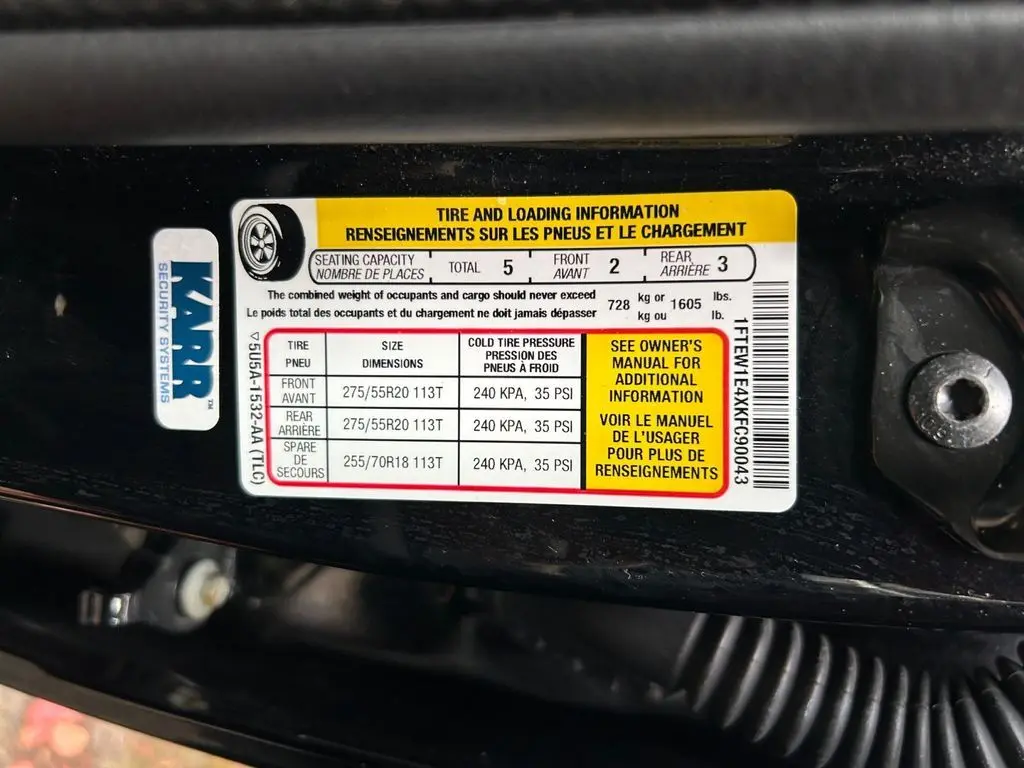 TIRE AND LOADING INFORMATION
RENSEIGNEMENTS SUR LES PNEUS ET LE CHARGEMENT
SEATING CAPACITY
NOMBRE DE PLACES
TOTAL 5
FRONT
AVANT
2
REAR
ARRIÈRE
3
The combined weight of occupants and cargo should never exceed
Le poids total des occupants et du chargement ne doit jamais dépasser
728
kg or
kg ou
1605
lbs.
lb.
TIRE
PNEU
SIZE
DIMENSIONS
COLD TIRE PRESSURE
PRESSION DES
PNEUS À FROID
FRONT
AVANT
275/55R20 113T
240 KPA, 35 PSI
REAR
ARRIÈRE
275/55R20 113T
240 KPA, 35 PSI
SPARE
DE
SECOURS
255/70R18 113T
240 KPA, 35 PSI
SEE OWNER'S
MANUAL FOR
ADDITIONAL
INFORMATION
VOIR LE MANUEL
DE L'USAGER
POUR PLUS DE
RENSEIGNEMENTS
5U5A-1532-AA (TLC)
1FTEW1E4XKFC90043
KARR™
SECURITY SYSTEMS